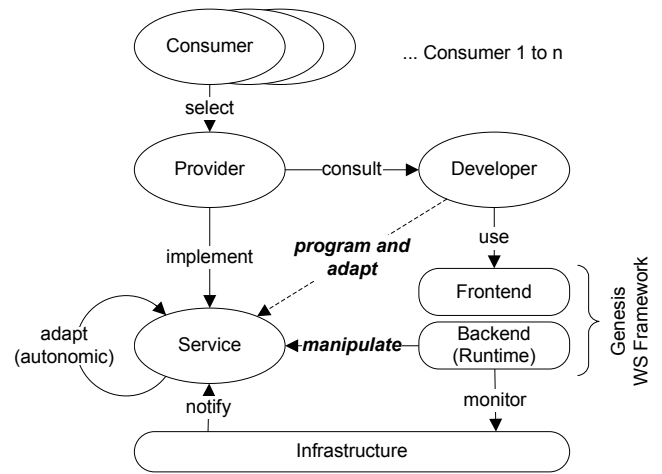 Consumer
... Consumer 1 to n
select
Provider
consult
Developer
implement
program and
adapt
use
Frontend
adapt
(autonomic)
Service
manipulate
Backend
(Runtime)
Genesis
WS Framework
notify
monitor
Infrastructure